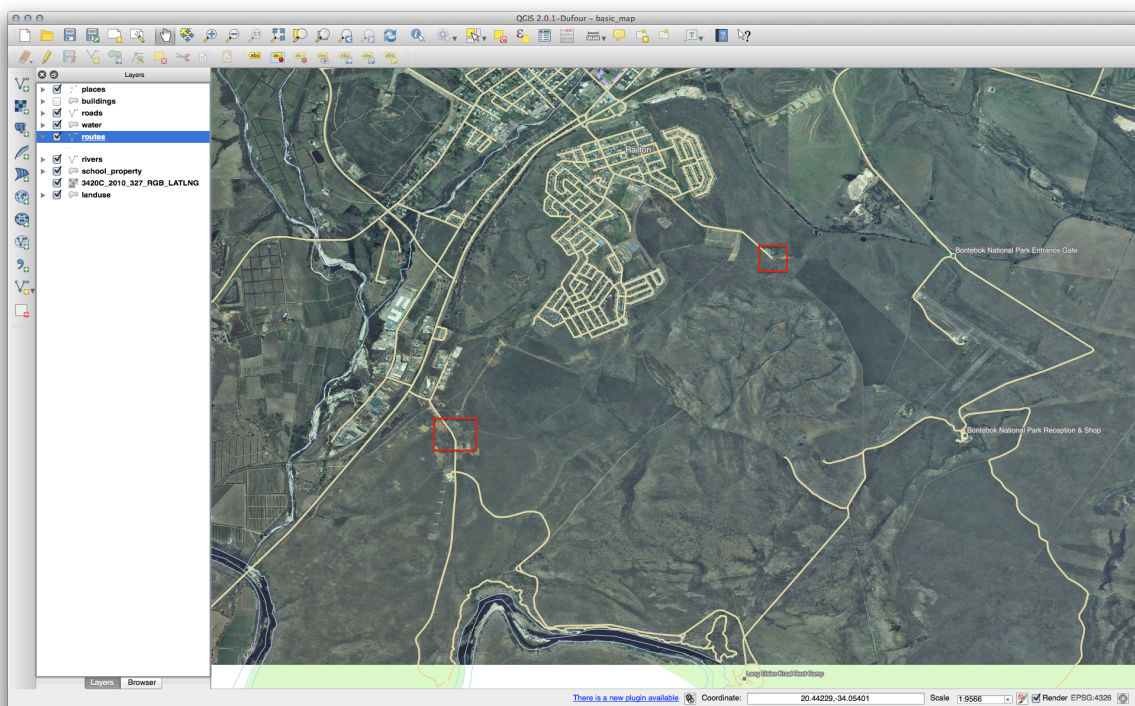 QGIS 2.0.1-Dufour – basic_map
Layers
places
buildings
roads
water
routes
rivers
school_property
3420C_2010_327_RGB_LATLNG
landuse
Railton
Bontebok National Park Entrance Gate
Bontebok National Park Reception & Shop
Lang Elsies Kraal Rest Camp
Layers Browser
There is a new plugin available Coordinate: 20.44229,-34.05401 Scale 1:9566 Render EPSG:4326